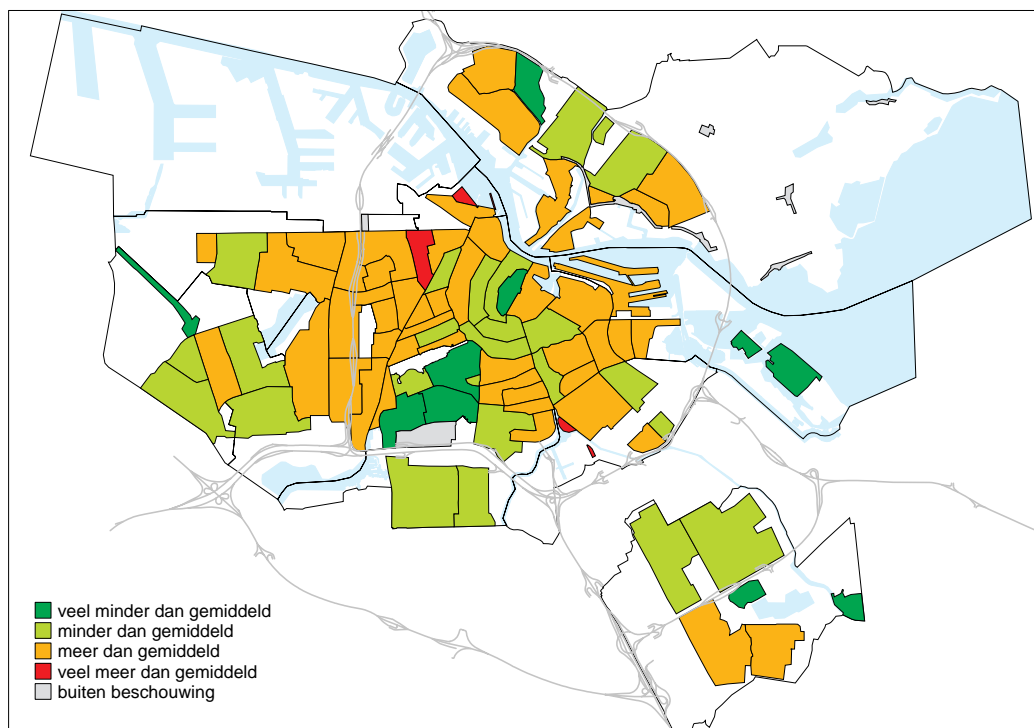 veel minder dan gemiddeld
minder dan gemiddeld
meer dan gemiddeld
veel meer dan gemiddeld
buiten beschouwing